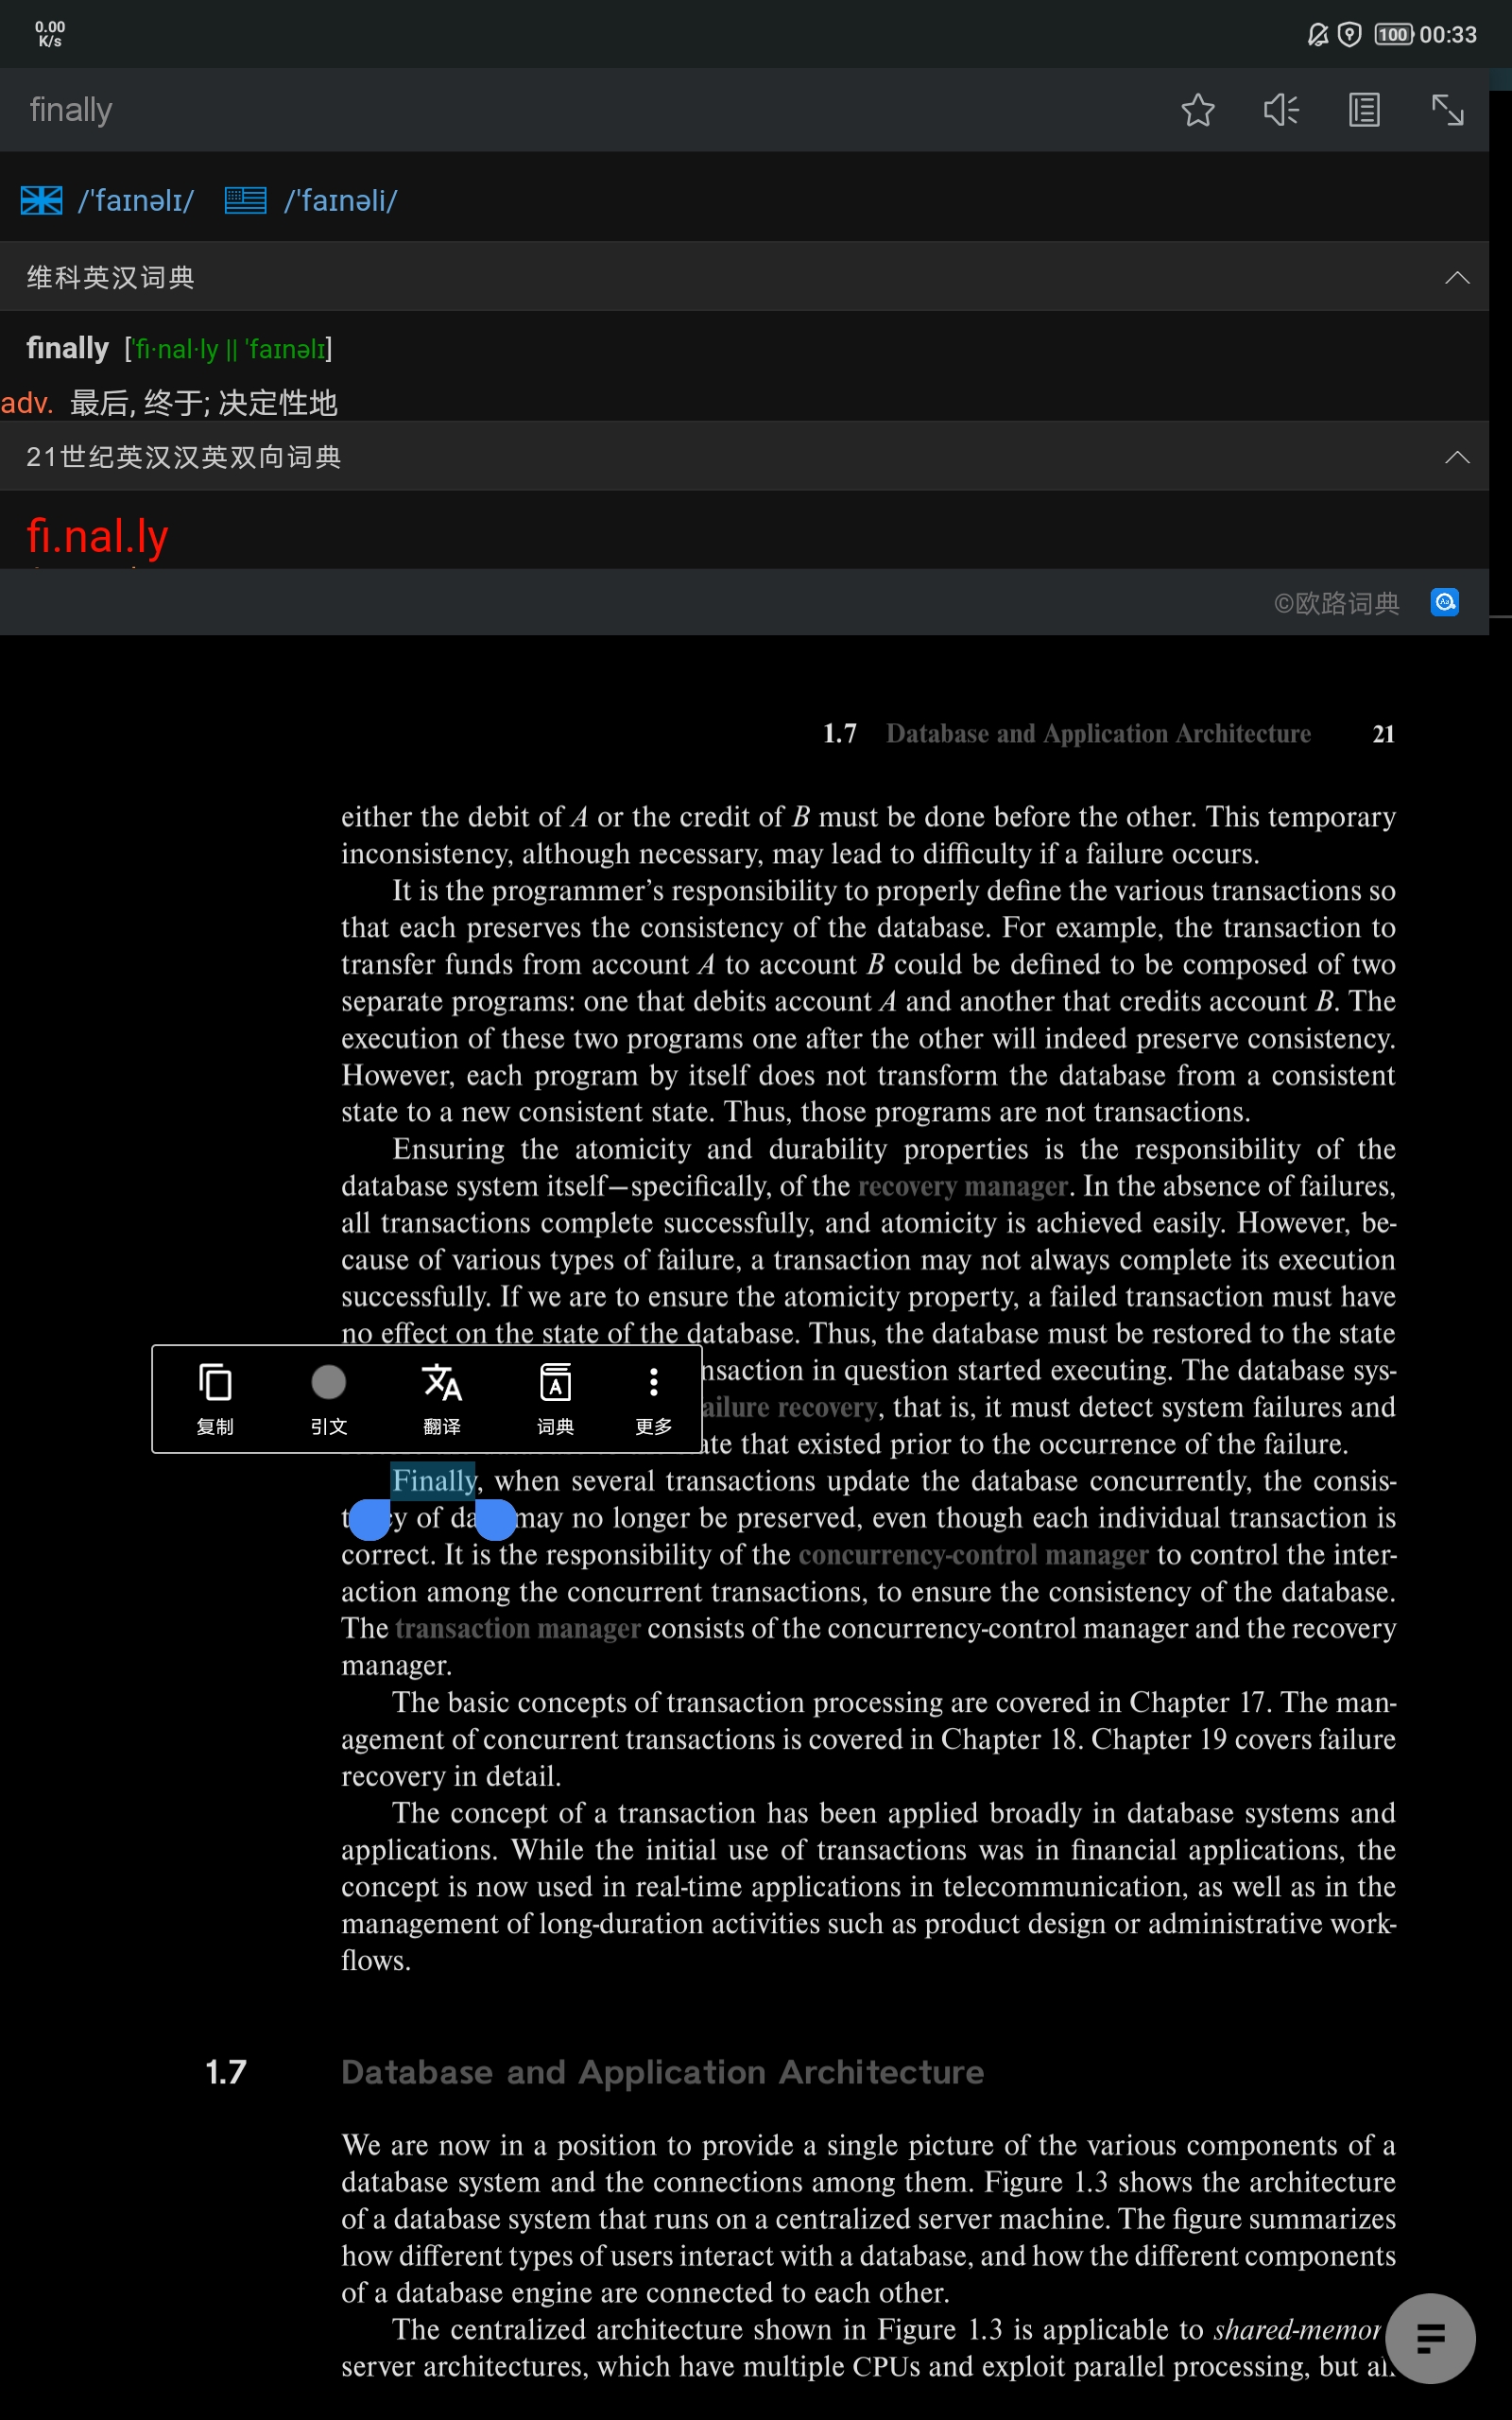 0.00
K/s
100 00:33
finally
/ˈfaɪnəlɪ/ /ˈfaɪnəli/
维科英汉词典
finally [ˈfi·nal·ly || ˈfaɪnəlɪ]
adv. 最后, 终于; 决定性地
21世纪英汉汉英双向词典
fi.nal.ly
©欧路词典
1.7 Database and Application Architecture 21
either the debit of A or the credit of B must be done before the other. This temporary
inconsistency, although necessary, may lead to difficulty if a failure occurs.
It is the programmer’s responsibility to properly define the various transactions so
that each preserves the consistency of the database. For example, the transaction to
transfer funds from account A to account B could be defined to be composed of two
separate programs: one that debits account A and another that credits account B. The
execution of these two programs one after the other will indeed preserve consistency.
However, each program by itself does not transform the database from a consistent
state to a new consistent state. Thus, those programs are not transactions.
Ensuring the atomicity and durability properties is the responsibility of the
database system itself—specifically, of the recovery manager. In the absence of failures,
all transactions complete successfully, and atomicity is achieved easily. However, be-
cause of various types of failure, a transaction may not always complete its execution
successfully. If we are to ensure the atomicity property, a failed transaction must have
no effect on the state of the database. Thus, the database must be restored to the state
nsaction in question started executing. The database sys-
ailure recovery, that is, it must detect system failures and
ate that existed prior to the occurrence of the failure.
复制 引文 翻译 词典 更多
Finally, when several transactions update the database concurrently, the consis-
y of da may no longer be preserved, even though each individual transaction is
correct. It is the responsibility of the concurrency-control manager to control the inter-
action among the concurrent transactions, to ensure the consistency of the database.
The transaction manager consists of the concurrency-control manager and the recovery
manager.
The basic concepts of transaction processing are covered in Chapter 17. The man-
agement of concurrent transactions is covered in Chapter 18. Chapter 19 covers failure
recovery in detail.
The concept of a transaction has been applied broadly in database systems and
applications. While the initial use of transactions was in financial applications, the
concept is now used in real-time applications in telecommunication, as well as in the
management of long-duration activities such as product design or administrative work-
flows.
1.7 Database and Application Architecture
We are now in a position to provide a single picture of the various components of a
database system and the connections among them. Figure 1.3 shows the architecture
of a database system that runs on a centralized server machine. The figure summarizes
how different types of users interact with a database, and how the different components
of a database engine are connected to each other.
The centralized architecture shown in Figure 1.3 is applicable to shared-memor
server architectures, which have multiple CPUs and exploit parallel processing, but